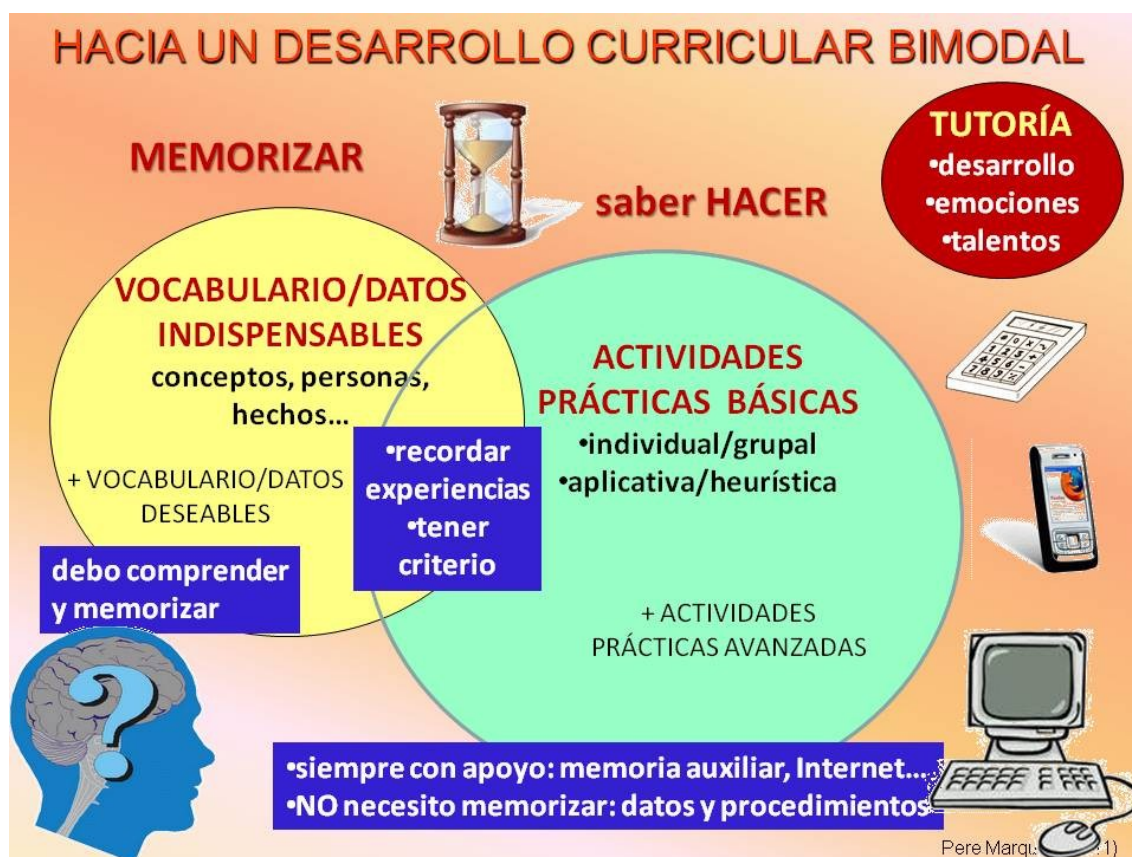 HACIA UN DESARROLLO CURRICULAR BIMODAL
MEMORIZAR
saber HACER
TUTORÍA
•desarrollo
•emociones
•talentos
VOCABULARIO/DATOS
INDISPENSABLES
conceptos, personas,
hechos...
+ VOCABULARIO/DATOS
DESEABLES
debo comprender
y memorizar
•recordar
experiencias
•tener
criterio
ACTIVIDADES
PRÁCTICAS BÁSICAS
•individual/grupal
•aplicativa/heurística
+ ACTIVIDADES
PRÁCTICAS AVANZADAS
•siempre con apoyo: memoria auxiliar, Internet...
•NO necesito memorizar: datos y procedimientos
Pere